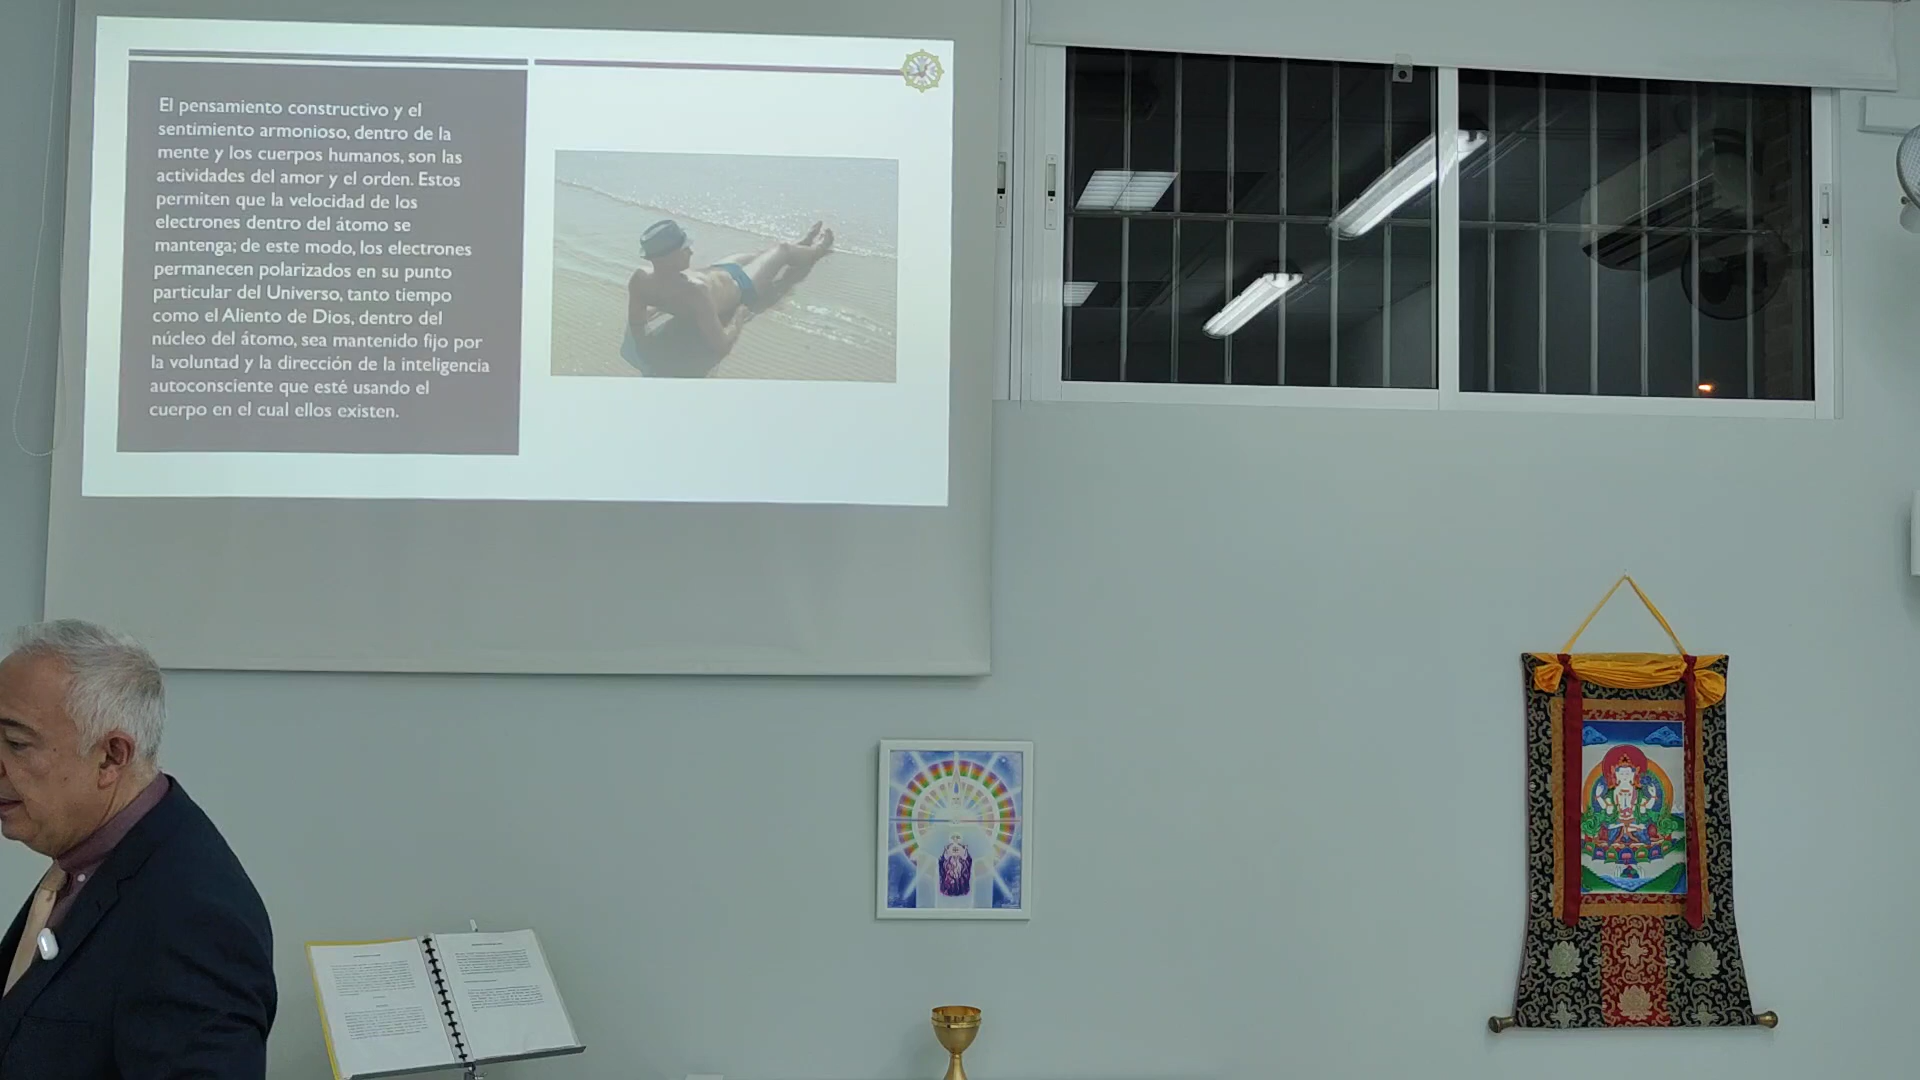 El pensamiento constructivo y el
sentimiento armonioso, dentro de la
mente y los cuerpos humanos, son las
actividades del amor y el orden. Estos
permiten que la velocidad de los
electrones dentro del átomo se
mantenga; de este modo, los electrones
permanecen polarizados en su punto
particular del Universo, tanto tiempo
como el Aliento de Dios, dentro del
núcleo del átomo, sea mantenido fijo por
la voluntad y la dirección de la inteligencia
autoconsciente que esté usando el
cuerpo en el cual ellos existen.